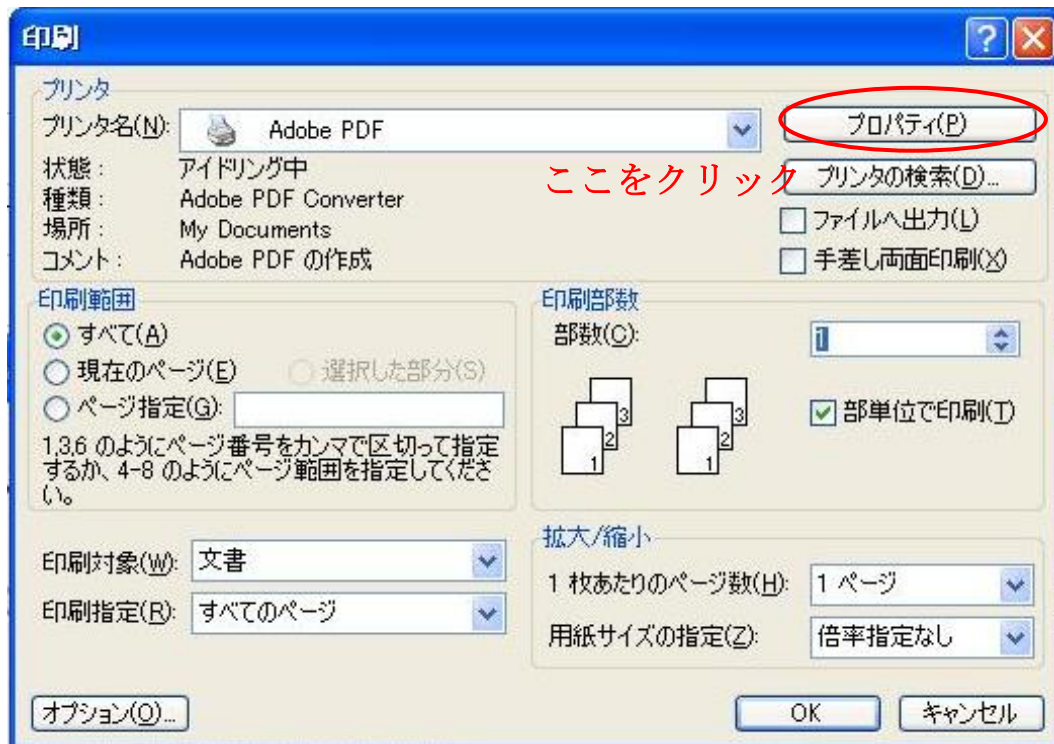 印刷
プリンタ
プリンタ名(N): Adobe PDF プロパティ(P)
状態: アイドリング中
ここをクリック
プリンタの検索(D)...
種類: Adobe PDF Converter
場所: My Documents
ファイルへ出力(L)
コメント: Adobe PDF の作成
手差し両面印刷(X)
印刷範囲
すべて(A)
現在のページ(E) 選択した部分(S)
ページ指定(G):
1,3,6 のようにページ番号をカンマで区切って指定
するか、4-8 のようにページ範囲を指定してくださ
い。
印刷部数
部数(C): 1
部単位で印刷(T)
1 2 3 1 2 3
印刷対象(W): 文書
印刷指定(R): すべてのページ
拡大/縮小
1 枚あたりのページ数(H): 1 ページ
用紙サイズの指定(Z): 倍率指定なし
オプション(O)... OK キャンセル